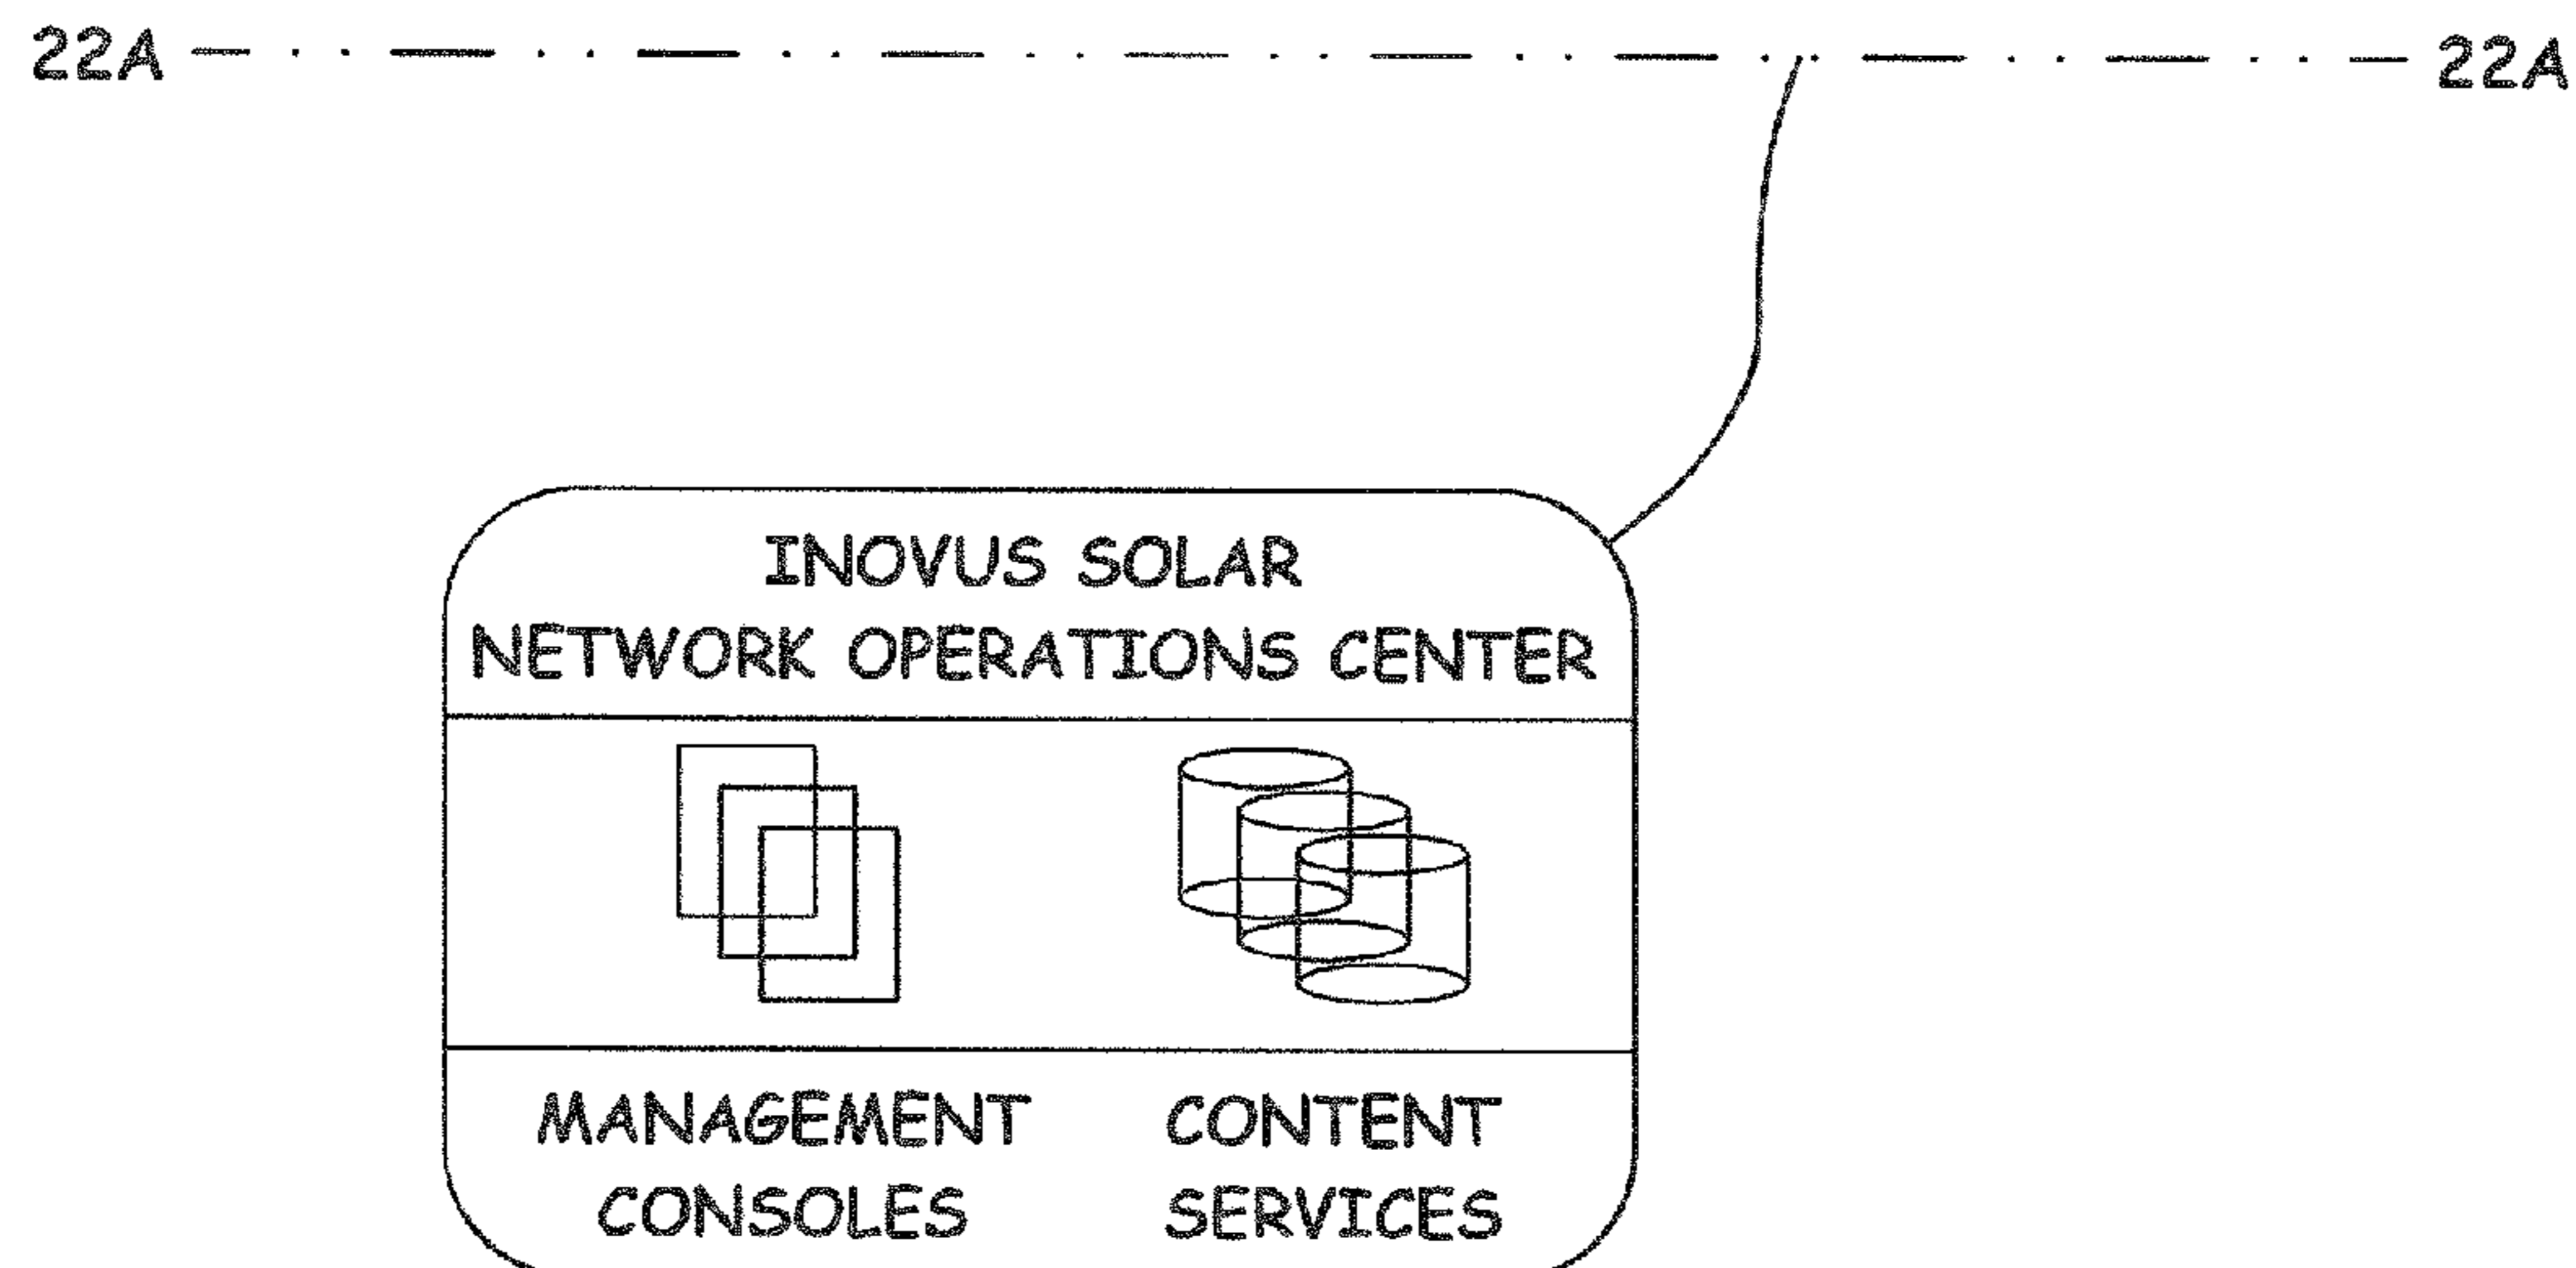 22A 22A
INOVUS SOLAR
NETWORK OPERATIONS CENTER
MANAGEMENT CONTENT
CONSOLES SERVICES